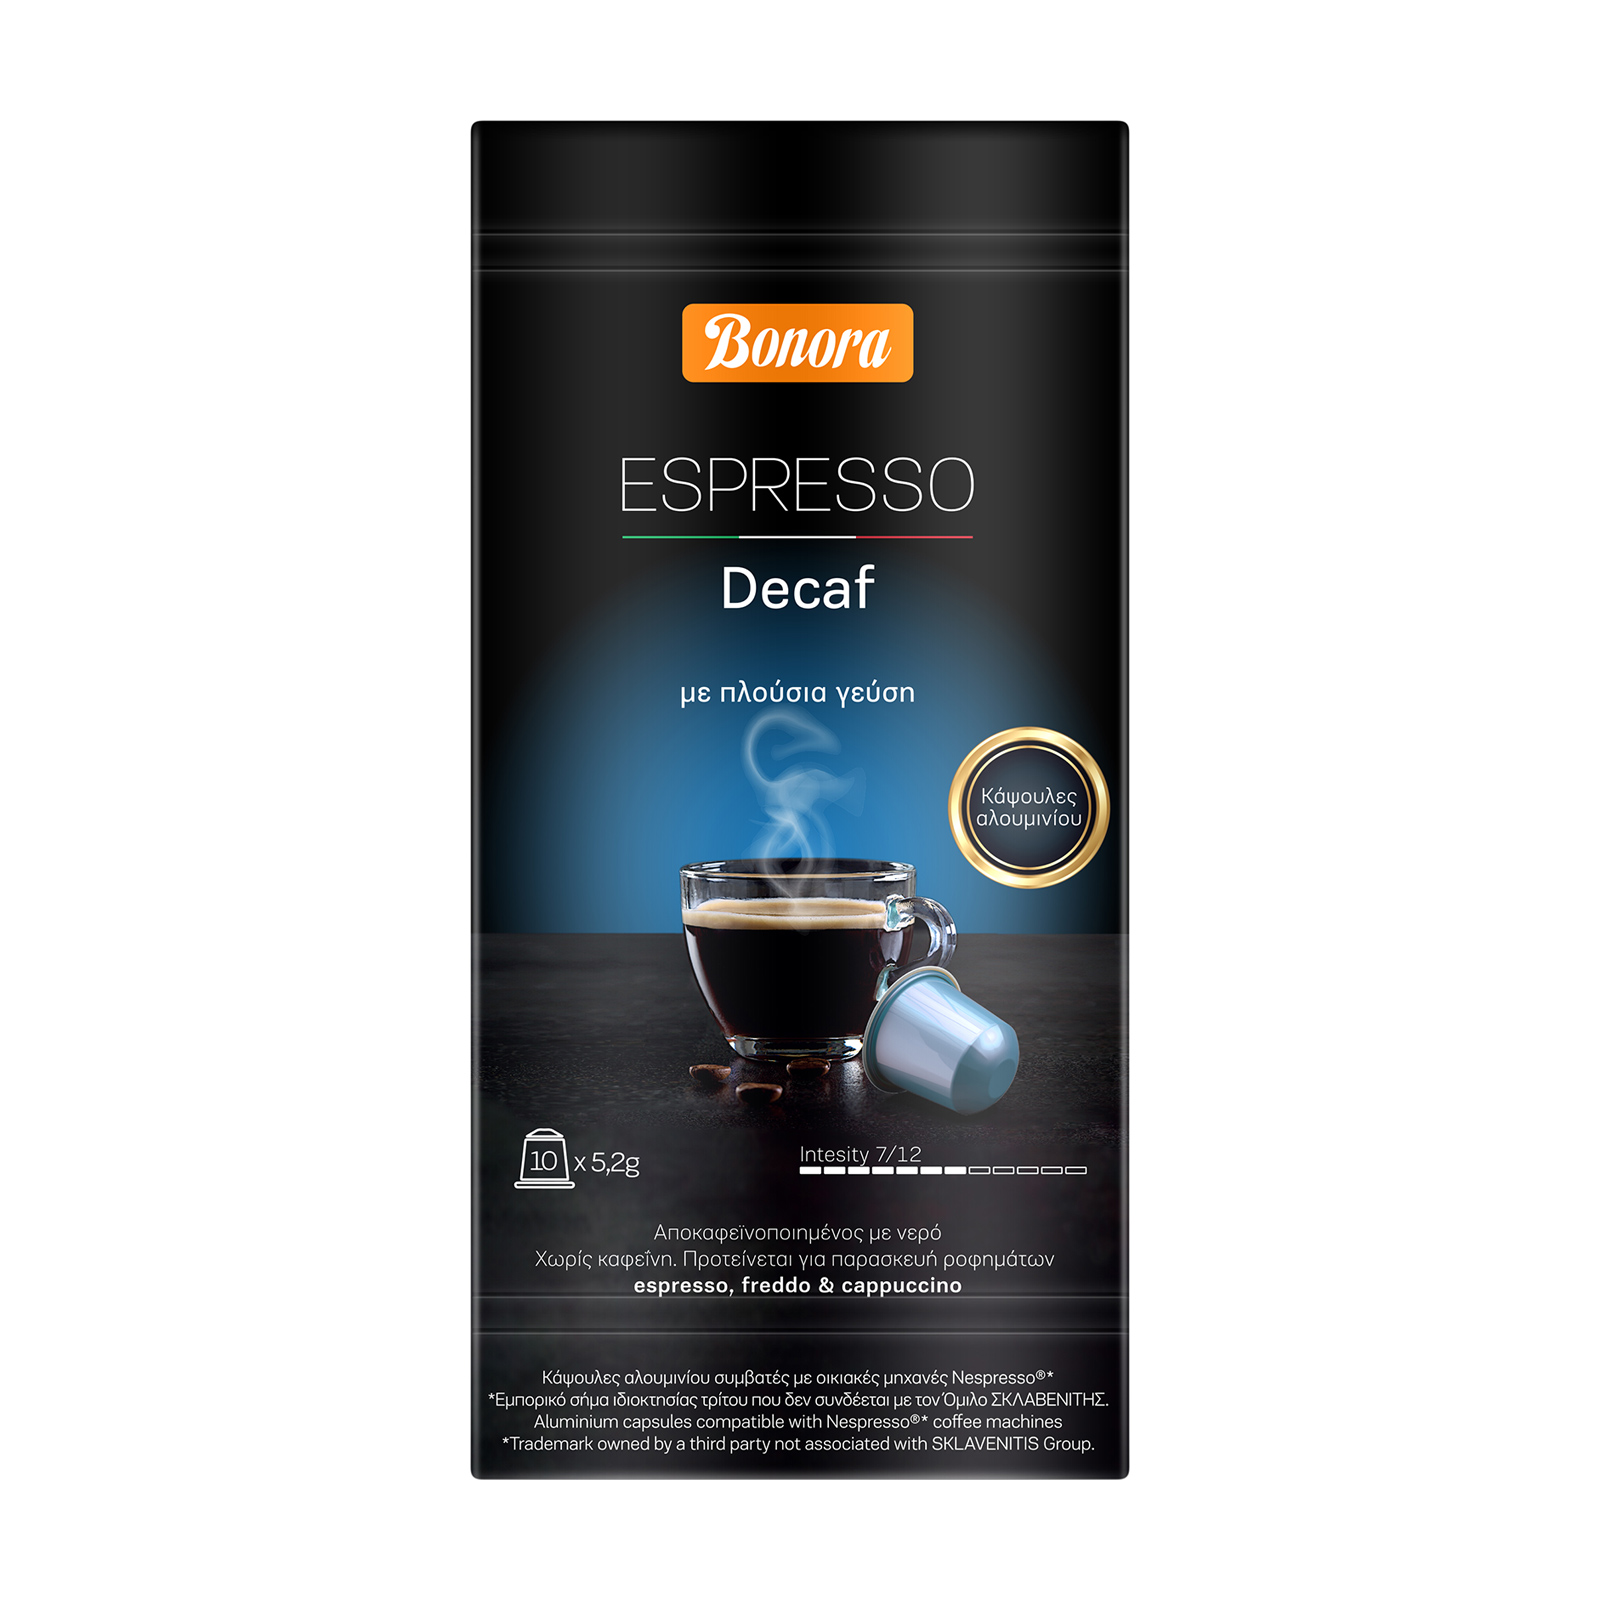 Bonora
ESPRESSO
Decaf
με πλούσια γεύση
Κάψουλες
αλουμινίου
10 x 5,2g
Intesity 7/12
Αποκαφεϊνοποιημένος με νερό
Χωρίς καφεΐνη. Προτείνεται για παρασκευή ροφημάτων
espresso, freddo & cappuccino
Κάψουλες αλουμινίου συμβατές με οικιακές μηχανές Nespresso®*
*Εμπορικό σήμα ιδιοκτησίας τρίτου που δεν συνδέεται με τον Όμιλο ΣΚΛΑΒΕΝΙΤΗΣ.
Aluminium capsules compatible with Nespresso®* coffee machines
*Trademark owned by a third party not associated with SKLAVENITIS Group.